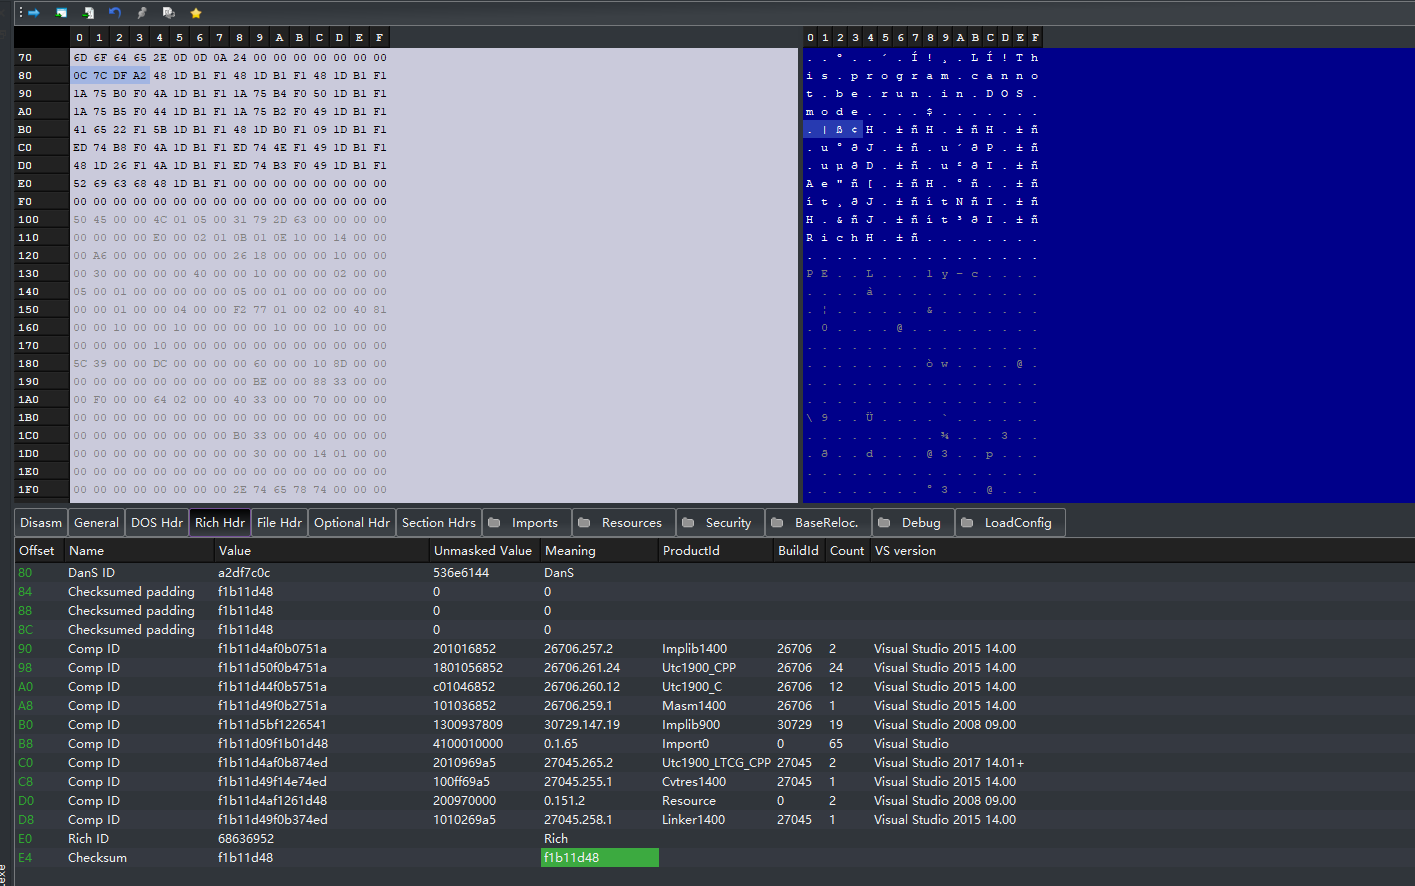 0 1 2 3 4 5 6 7 8 9 A B C D E F
0 1 2 3 4 5 6 7 8 9 A B C D E F
70 6D 6F 64 65 2E 0D 0D 0A 24 00 00 00 00 00 00 00
80 0C 7C DF A2 48 1D B1 F1 48 1D B1 F1 48 1D B1 F1
90 1A 75 B0 F0 4A 1D B1 F1 1A 75 B4 F0 50 1D B1 F1
A0 1A 75 B5 F0 44 1D B1 F1 1A 75 B2 F0 49 1D B1 F1
B0 41 65 22 F1 5B 1D B1 F1 48 1D B0 F1 09 1D B1 F1
C0 ED 74 B8 F0 4A 1D B1 F1 ED 74 4E F1 49 1D B1 F1
D0 48 1D 26 F1 4A 1D B1 F1 ED 74 B3 F0 49 1D B1 F1
E0 52 69 63 68 48 1D B1 F1 00 00 00 00 00 00 00 00
F0 00 00 00 00 00 00 00 00 00 00 00 00 00 00 00 00
100 50 45 00 00 4C 01 05 00 31 79 2D 63 00 00 00 00
110 00 00 00 00 E0 00 02 01 0B 01 0E 10 00 14 00 00
120 00 A6 00 00 00 00 00 00 26 18 00 00 00 10 00 00
130 00 30 00 00 00 00 40 00 00 10 00 00 00 02 00 00
140 05 00 01 00 00 00 00 00 05 00 01 00 00 00 00 00
150 00 00 01 00 00 04 00 00 F2 77 01 00 02 00 40 81
160 00 00 10 00 00 10 00 00 00 00 10 00 00 10 00 00
170 00 00 00 00 10 00 00 00 00 00 00 00 00 00 00 00
180 5C 39 00 00 DC 00 00 00 00 60 00 00 10 8D 00 00
190 00 00 00 00 00 00 00 00 00 BE 00 00 88 33 00 00
1A0 00 F0 00 00 64 02 00 00 40 33 00 00 70 00 00 00
1B0 00 00 00 00 00 00 00 00 00 00 00 00 00 00 00 00
1C0 00 00 00 00 00 00 00 00 B0 33 00 00 40 00 00 00
1D0 00 00 00 00 00 00 00 00 00 30 00 00 14 01 00 00
1E0 00 00 00 00 00 00 00 00 00 00 00 00 00 00 00 00
1F0 00 00 00 00 00 00 00 00 2E 74 65 78 74 00 00 00
. . º . . ´ . Í ! ¸ . L Í ! T h
i s . p r o g r a m . c a n n o
t . b e . r u n . i n . D O S .
m o d e . . . . $ . . . . . . .
. | ß ¢ H . ± ñ H . ± ñ H . ± ñ
. u ° ð J . ± ñ . u ´ ð P . ± ñ
. u µ ð D . ± ñ . u ² ð I . ± ñ
A e " ñ [ . ± ñ H . ° ñ . . ± ñ
í t ¸ ð J . ± ñ í t N ñ I . ± ñ
H . & ñ J . ± ñ í t ³ ð I . ± ñ
R i c h H . ± ñ . . . . . . . .
. . . . . . . . . . . . . . . .
P E . . L . . . 1 y - c . . . .
. . . . à . . . . . . . . . . .
. ¦ . . . . . . & . . . . . . .
. 0 . . . . @ . . . . . . . . .
. . . . . . . . . . . . . . . .
. . . . . . . . ò w . . . . @ .
. . . . . . . . . . . . . . . .
. . . . . . . . . . . . . . . .
\ 9 . . Ü . . . . ` . . . . . .
. . . . . . . . . ¾ . . . 3 . .
. ð . . d . . . @ 3 . . p . . .
. . . . . . . . . . . . . . . .
. . . . . . . . ° 3 . . @ . . .
Disasm General DOS Hdr Rich Hdr File Hdr Optional Hdr Section Hdrs Imports Resources Security BaseReloc. Debug LoadConfig
Offset Name Value Unmasked Value Meaning ProductId BuildId Count VS version
80 DanS ID a2df7c0c 536e6144 DanS
84 Checksumed padding f1b11d48 0 0
88 Checksumed padding f1b11d48 0 0
8C Checksumed padding f1b11d48 0 0
90 Comp ID f1b11d4af0b0751a 201016852 26706.257.2 Implib1400 26706 2 Visual Studio 2015 14.00
98 Comp ID f1b11d50f0b4751a 1801056852 26706.261.24 Utc1900_CPP 26706 24 Visual Studio 2015 14.00
A0 Comp ID f1b11d44f0b5751a c01046852 26706.260.12 Utc1900_C 26706 12 Visual Studio 2015 14.00
A8 Comp ID f1b11d49f0b2751a 101036852 26706.259.1 Masm1400 26706 1 Visual Studio 2015 14.00
B0 Comp ID f1b11d5bf1226541 1300937809 30729.147.19 Implib900 30729 19 Visual Studio 2008 09.00
B8 Comp ID f1b11d09f1b01d48 4100010000 0.1.65 Import0 0 65 Visual Studio
C0 Comp ID f1b11d4af0b874ed 2010969a5 27045.265.2 Utc1900_LTCG_CPP 27045 2 Visual Studio 2017 14.01+
C8 Comp ID f1b11d49f14e74ed 100ff69a5 27045.255.1 Cvtres1400 27045 1 Visual Studio 2015 14.00
D0 Comp ID f1b11d4af1261d48 200970000 0.151.2 Resource 0 2 Visual Studio 2008 09.00
D8 Comp ID f1b11d49f0b374ed 1010269a5 27045.258.1 Linker1400 27045 1 Visual Studio 2015 14.00
E0 Rich ID 68636952 Rich
E4 Checksum f1b11d48 f1b11d48